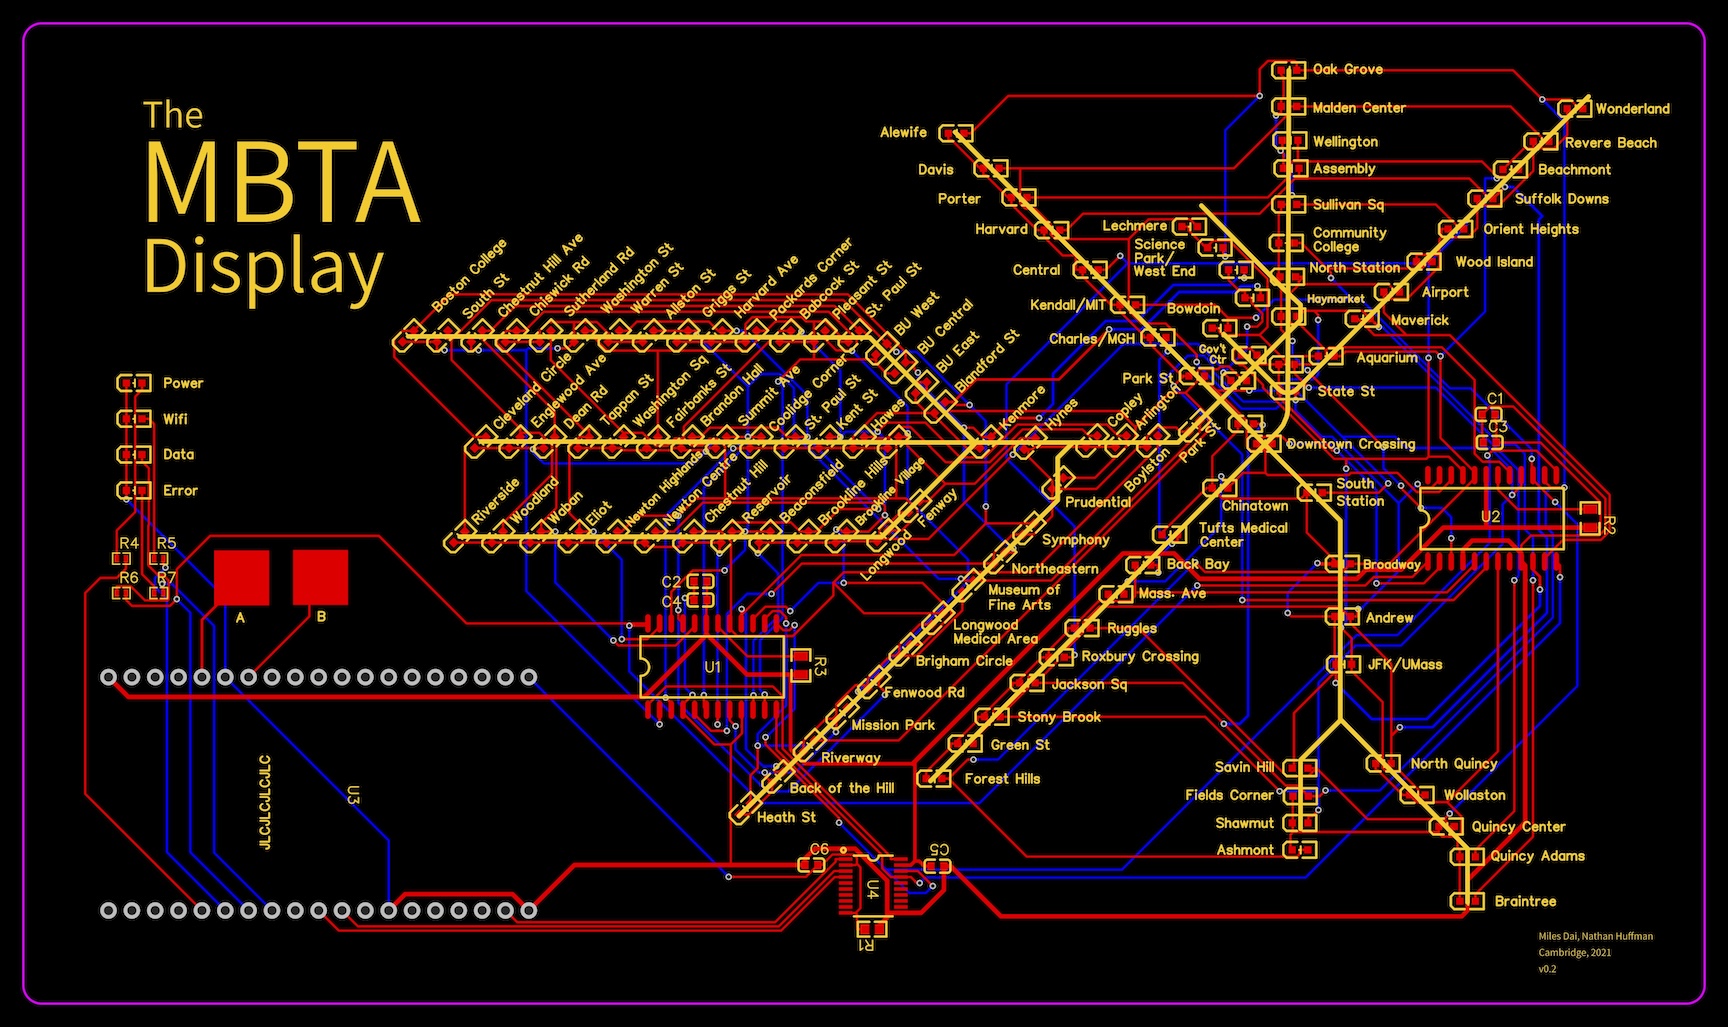 The
MBTA
Display
Power
Wifi
Data
Error
R4
R5
R6
R7
A
B
JLCJLCJLCJLC
U3
Boston College
South St
Chestnut Hill Ave
Chiswick Rd
Sutherland Rd
Washington St
Warren St
Allston St
Griggs St
Harvard Ave
Packards Corner
Babcock St
Pleasant St
St. Paul St
BU West
BU Central
BU East
Blandford St
Cleveland Circle
Englewood Ave
Dean Rd
Tappan St
Washington Sq
Fairbanks St
Brandon Hall
Summit Ave
Coolidge Corner
St. Paul St
Kent St
Hawes
Kenmore
Hynes
Copley
Arlington
Boylston
Park St
Riverside
Woodland
Waban
Eliot
Newton Highlands
Newton Centre
Chestnut Hill
Reservoir
Beaconsfield
Brookline Hills
Brookline Village
Longwood
Fenway
Prudential
Symphony
Northeastern
Museum of
Fine Arts
Longwood
Medical Area
Brigham Circle
Fenwood Rd
Mission Park
Riverway
Back of the Hill
Heath St
C2
C4
U1
R3
C6
C5
U4
R1
Alewife
Davis
Porter
Harvard
Central
Kendall/MIT
Charles/MGH
Park St
Lechmere
Science
Park/
West End
Bowdoin
Gov't
Ctr
Oak Grove
Malden Center
Wellington
Assembly
Sullivan Sq
Community
College
North Station
Haymarket
State St
Downtown Crossing
Wonderland
Revere Beach
Beachmont
Suffolk Downs
Orient Heights
Wood Island
Airport
Maverick
Aquarium
C1
C3
U2
R2
Chinatown
Tufts Medical
Center
Back Bay
Mass. Ave
Ruggles
Roxbury Crossing
Jackson Sq
Stony Brook
Green St
Forest Hills
South
Station
Broadway
Andrew
JFK/UMass
Savin Hill
Fields Corner
Shawmut
Ashmont
North Quincy
Wollaston
Quincy Center
Quincy Adams
Braintree
Miles Dai, Nathan Huffman
Cambridge, 2021
v0.2